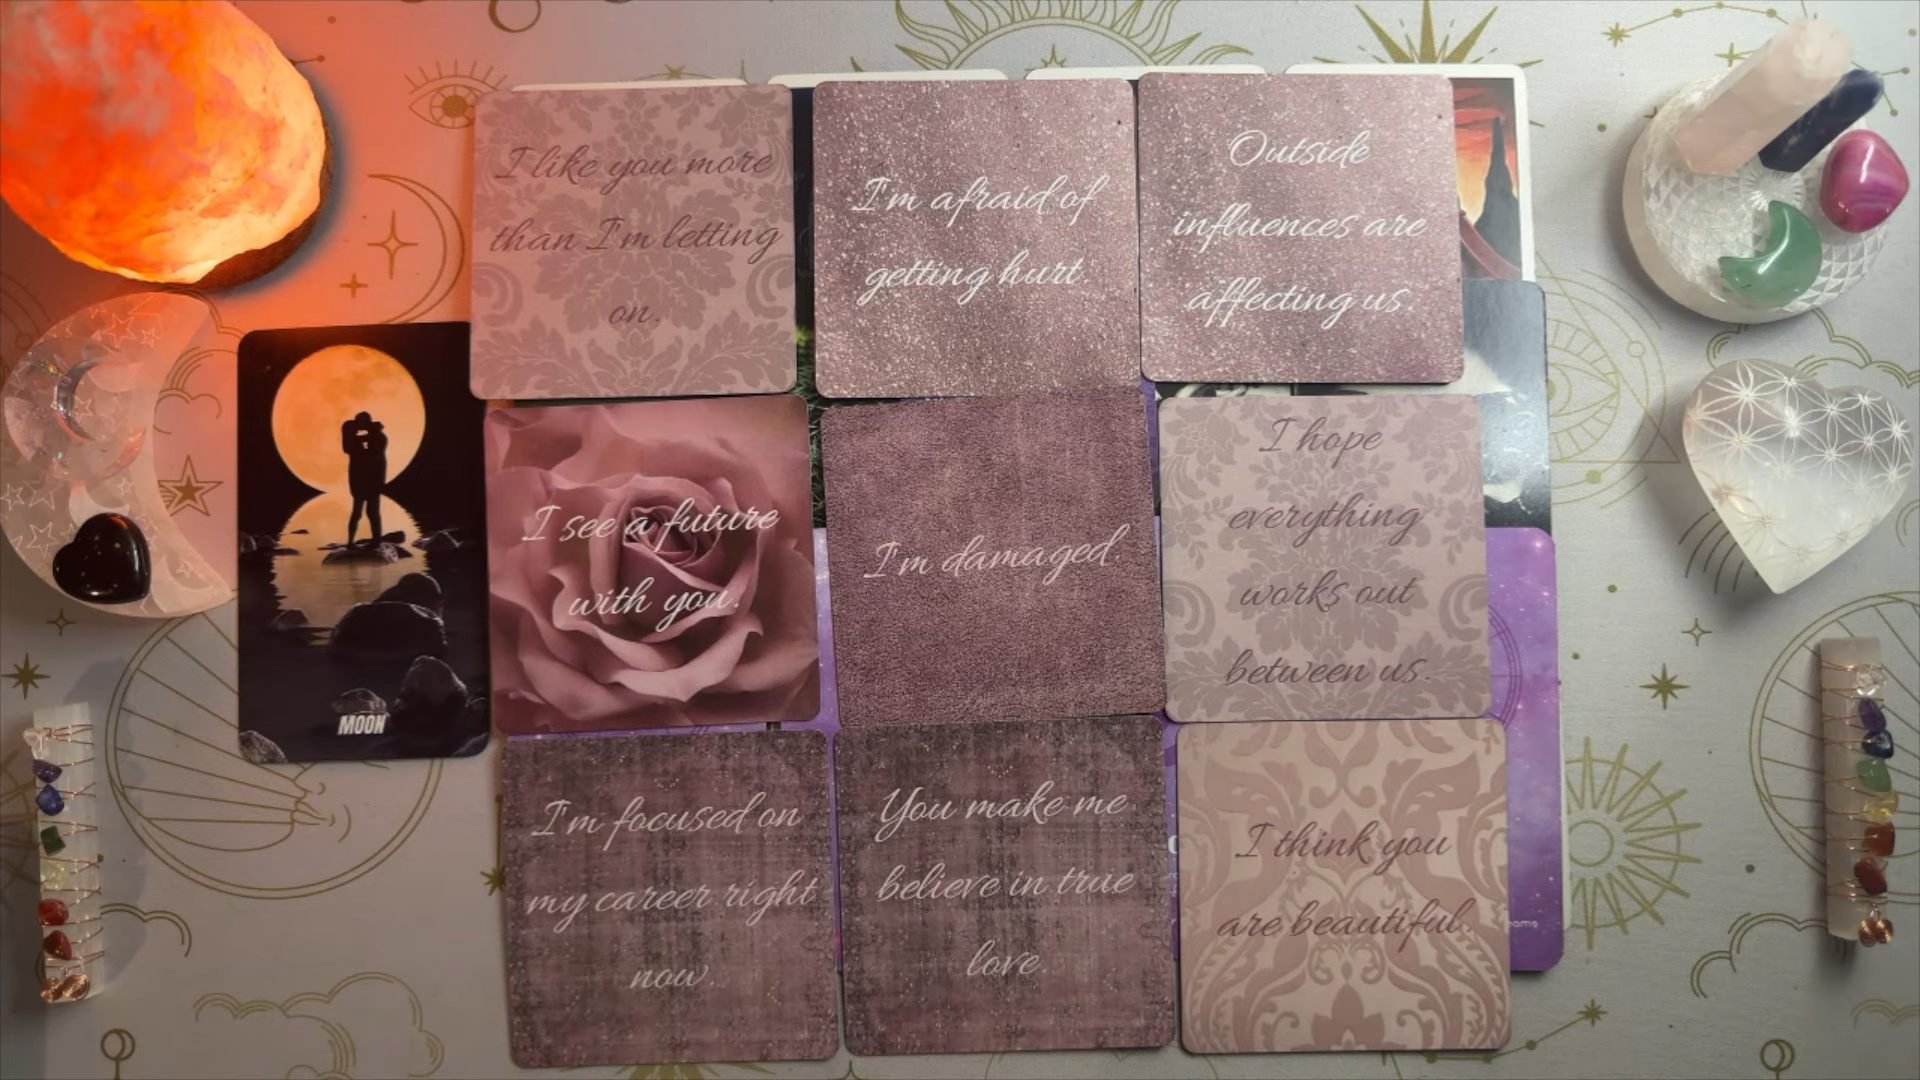 I like you more
than I'm letting
on.
I'm afraid of
getting hurt.
Outside
influences are
affecting us.
MOON
I see a future
with you.
I'm damaged.
I hope
everything
works out
between us.
I'm focused on
my career right
now.
You make me
believe in true
love.
I think you
are beautiful.